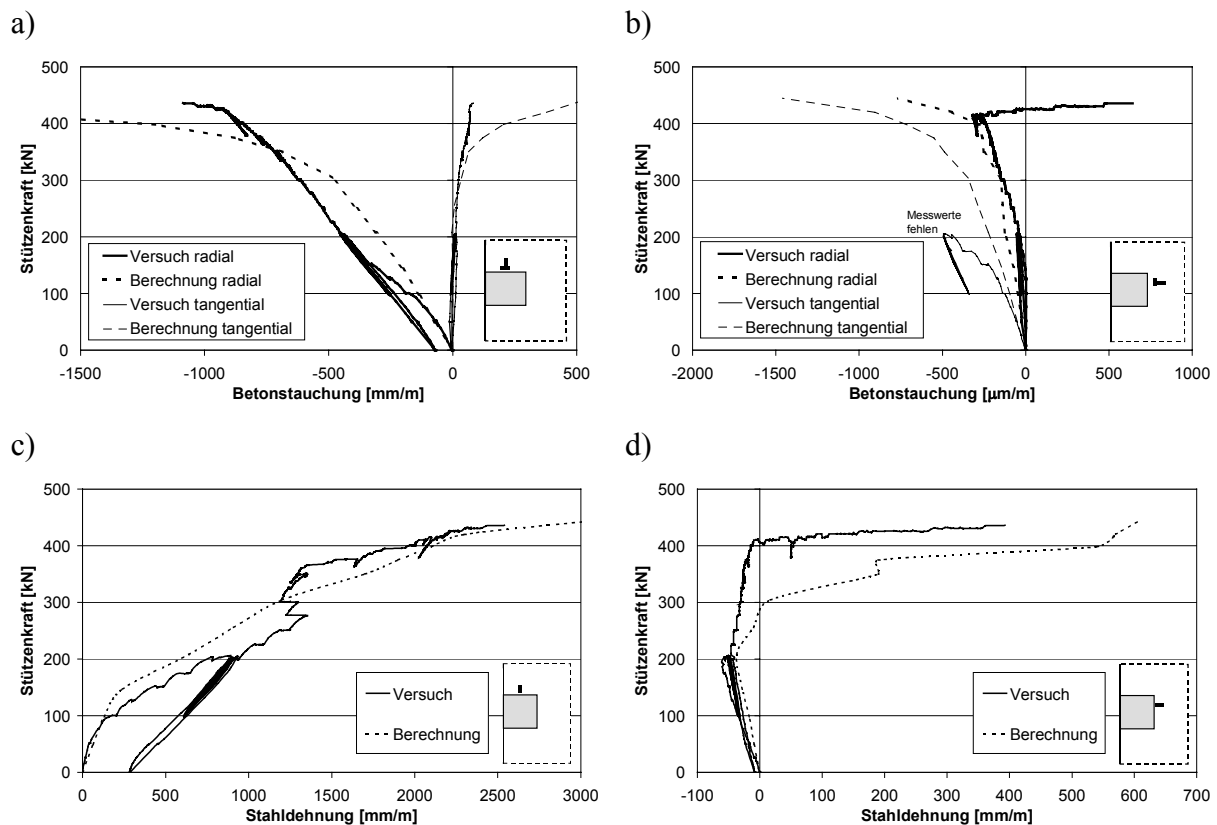 a)
500
400
300
200
100
0
Stützenkraft [kN]
-1500 -1000 -500 0 500
Betonstauchung [mm/m]
Versuch radial
Berechnung radial
Versuch tangential
Berechnung tangential
b)
500
400
300
200
100
0
Stützenkraft [kN]
-2000 -1500 -1000 -500 0 500 1000
Betonstauchung [µm/m]
Messwerte
fehlen
Versuch radial
Berechnung radial
Versuch tangential
Berechnung tangential
c)
500
400
300
200
100
0
Stützenkraft [kN]
0 500 1000 1500 2000 2500 3000
Stahldehnung [mm/m]
Versuch
Berechnung
d)
500
400
300
200
100
0
Stützenkraft [kN]
-100 0 100 200 300 400 500 600 700
Stahldehnung [mm/m]
Versuch
Berechnung